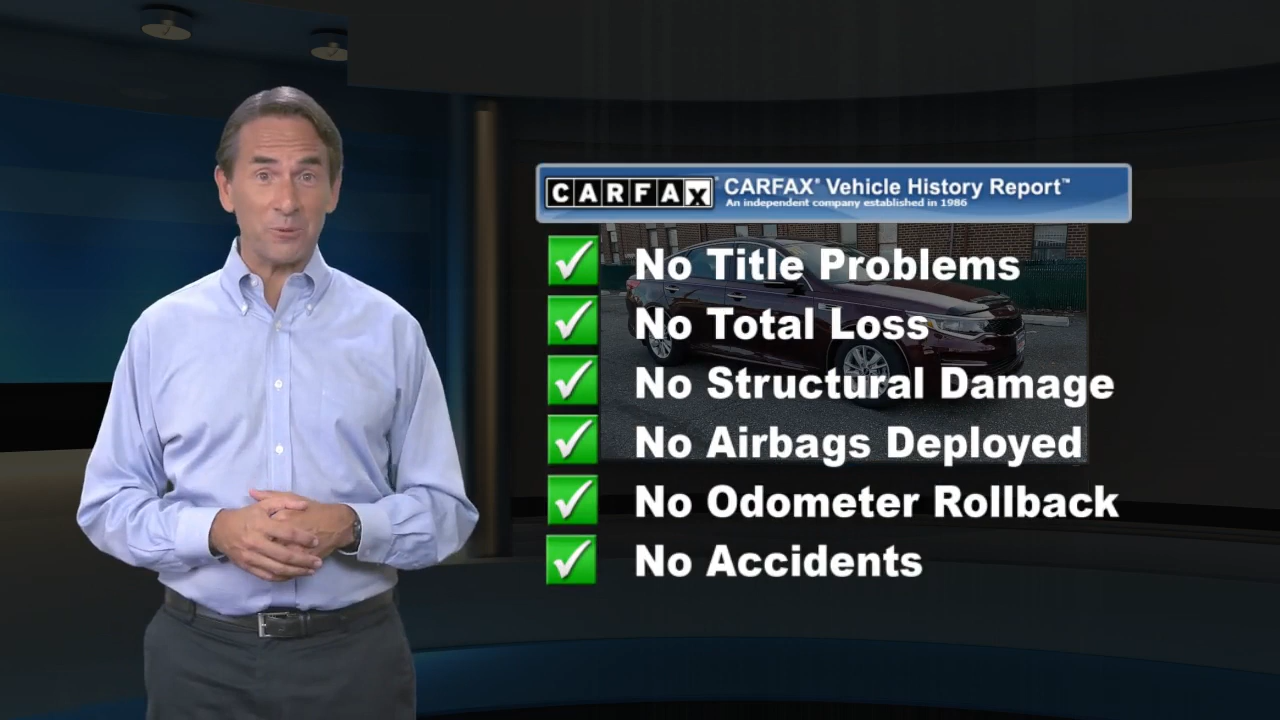 CARFAX CARFAX® Vehicle History Report™
An independent company established in 1986
No Title Problems
No Total Loss
No Structural Damage
No Airbags Deployed
No Odometer Rollback
No Accidents